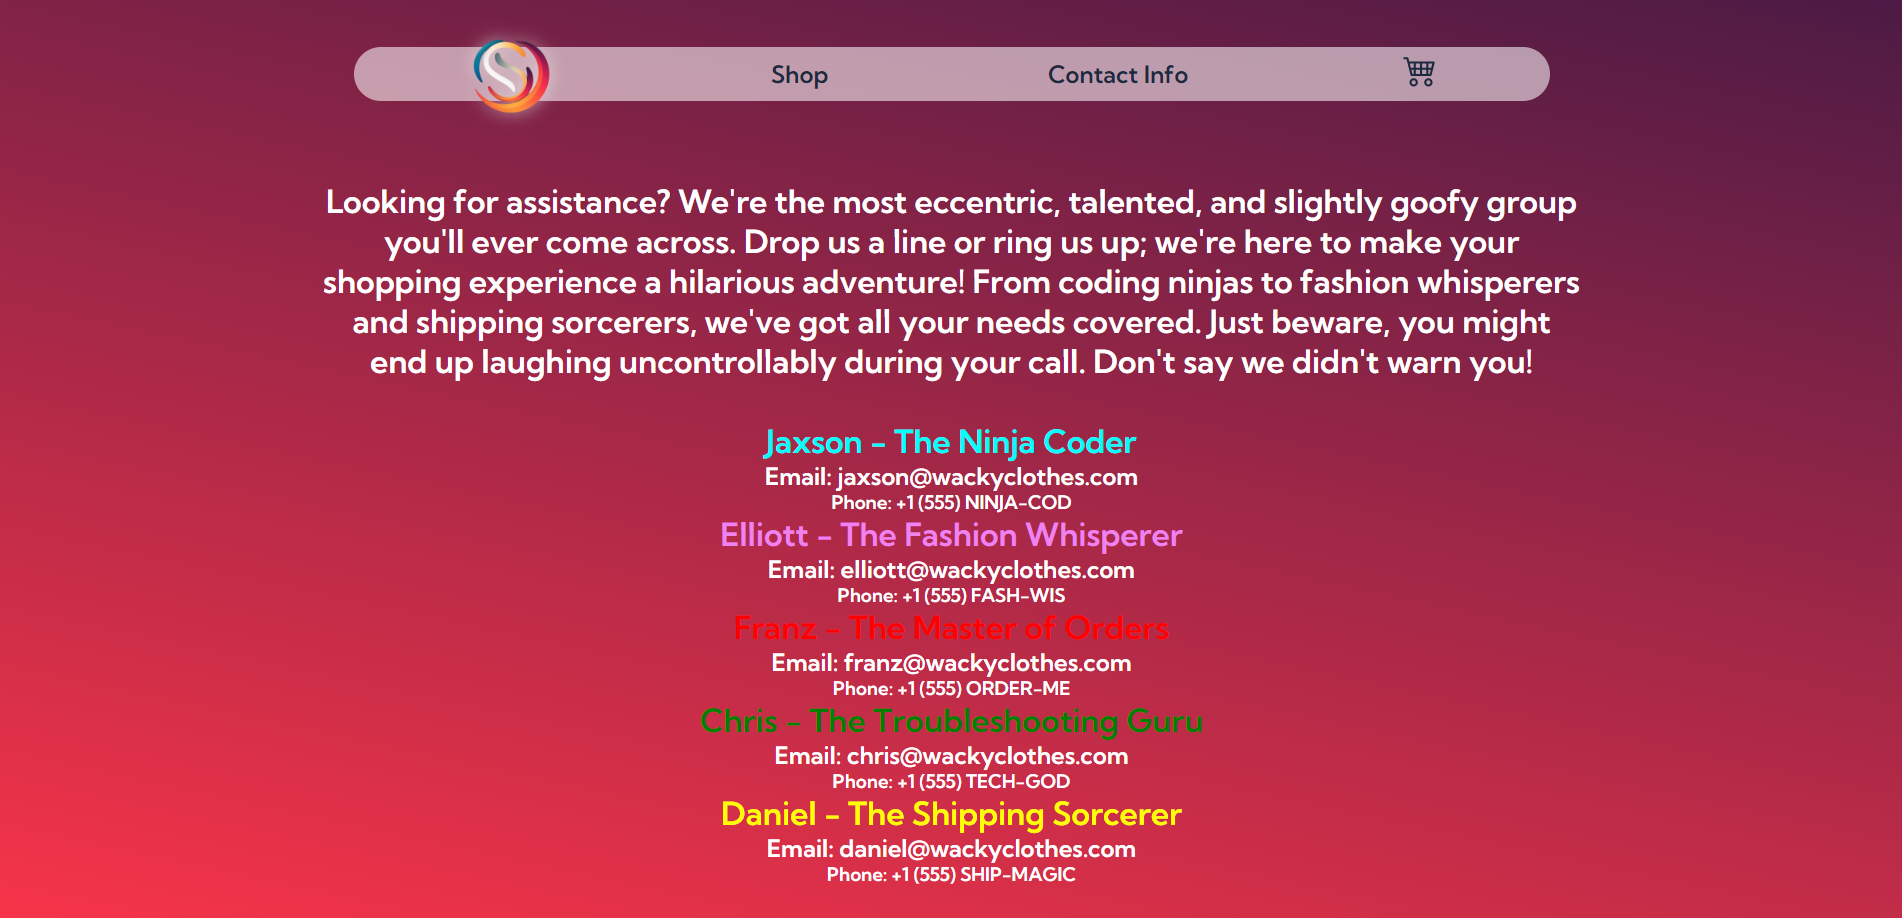 Shop
Contact Info
Looking for assistance? We're the most eccentric, talented, and slightly goofy group
you'll ever come across. Drop us a line or ring us up; we're here to make your
shopping experience a hilarious adventure! From coding ninjas to fashion whisperers
and shipping sorcerers, we've got all your needs covered. Just beware, you might
end up laughing uncontrollably during your call. Don't say we didn't warn you!
Jaxson - The Ninja Coder
Email: jaxson@wackyclothes.com
Phone: +1 (555) NINJA-COD
Elliott - The Fashion Whisperer
Email: elliott@wackyclothes.com
Phone: +1 (555) FASH-WIS
Franz - The Master of Orders
Email: franz@wackyclothes.com
Phone: +1 (555) ORDER-ME
Chris - The Troubleshooting Guru
Email: chris@wackyclothes.com
Phone: +1 (555) TECH-GOD
Daniel - The Shipping Sorcerer
Email: daniel@wackyclothes.com
Phone: +1 (555) SHIP-MAGIC